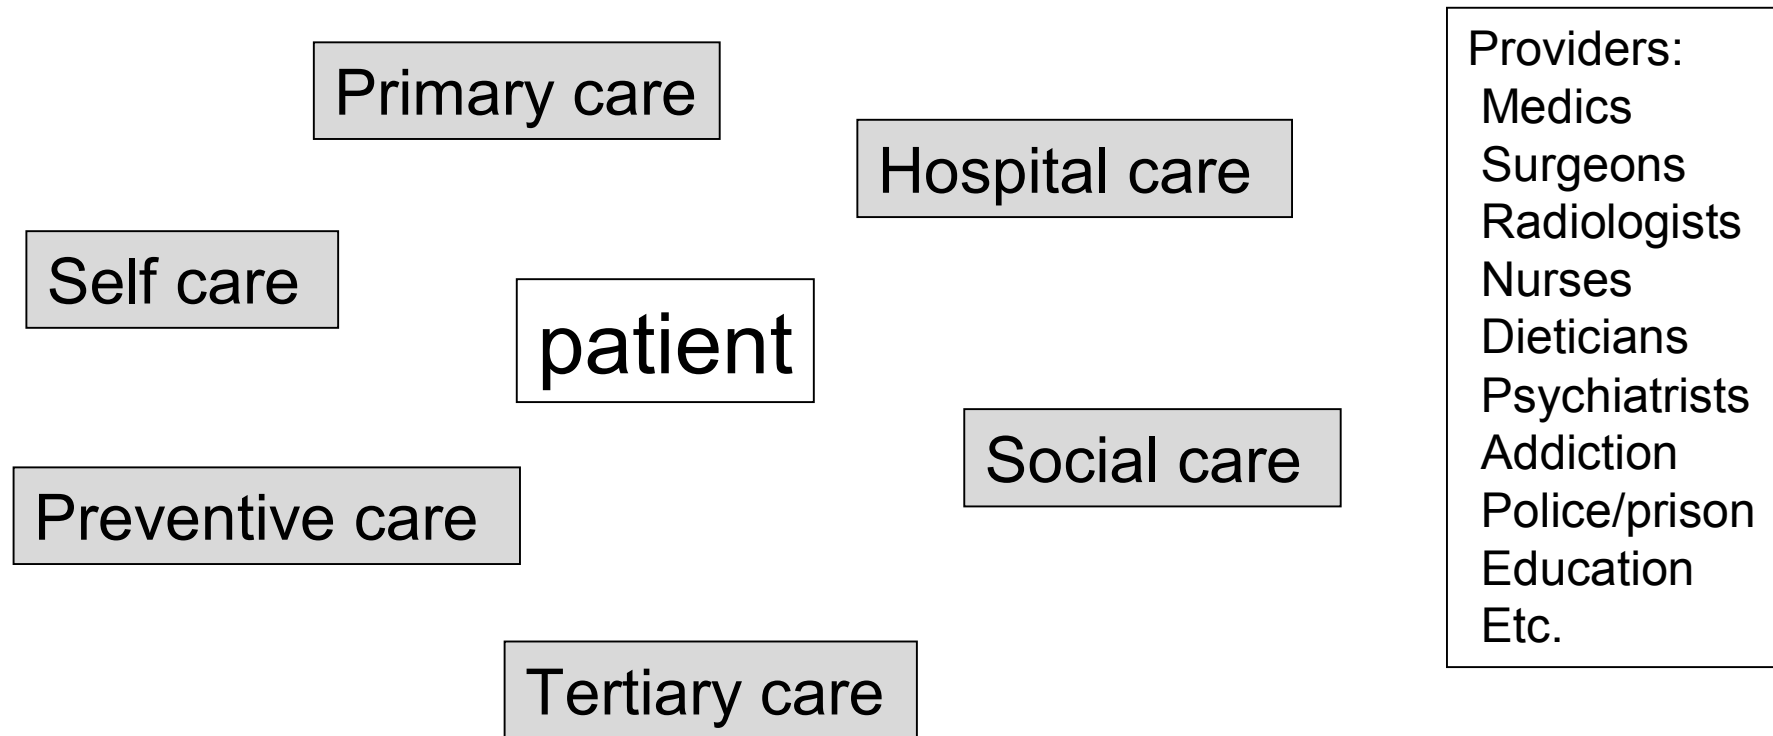 Primary care
Hospital care
Self care
patient
Social care
Preventive care
Tertiary care
Providers:
Medics
Surgeons
Radiologists
Nurses
Dieticians
Psychiatrists
Addiction
Police/prison
Education
Etc.